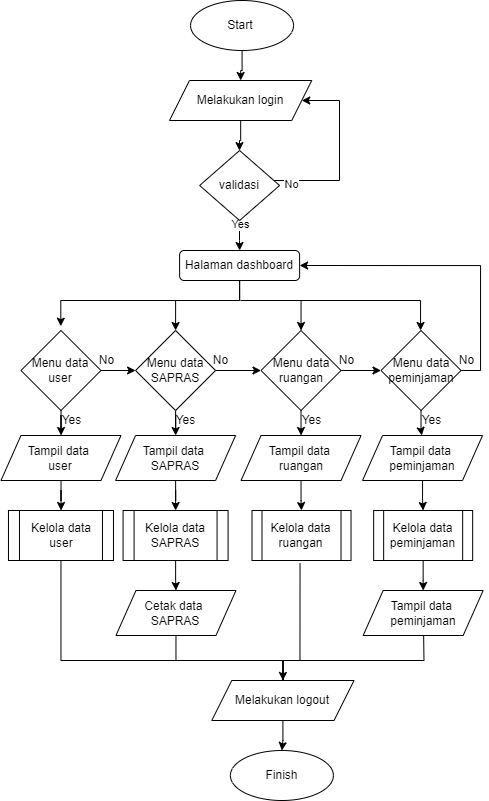 Start
Melakukan login
validasi
No
Yes
Halaman dashboard
Menu data
user
No
Menu data
SAPRAS
No
Menu data
ruangan
No
Menu data
peminjaman
No
Yes
Yes
Yes
Yes
Tampil data
user
Tampil data
SAPRAS
Tampil data
ruangan
Tampil data
peminjaman
Kelola data
user
Kelola data
SAPRAS
Kelola data
ruangan
Kelola data
peminjaman
Cetak data
SAPRAS
Tampil data
peminjaman
Melakukan logout
Finish